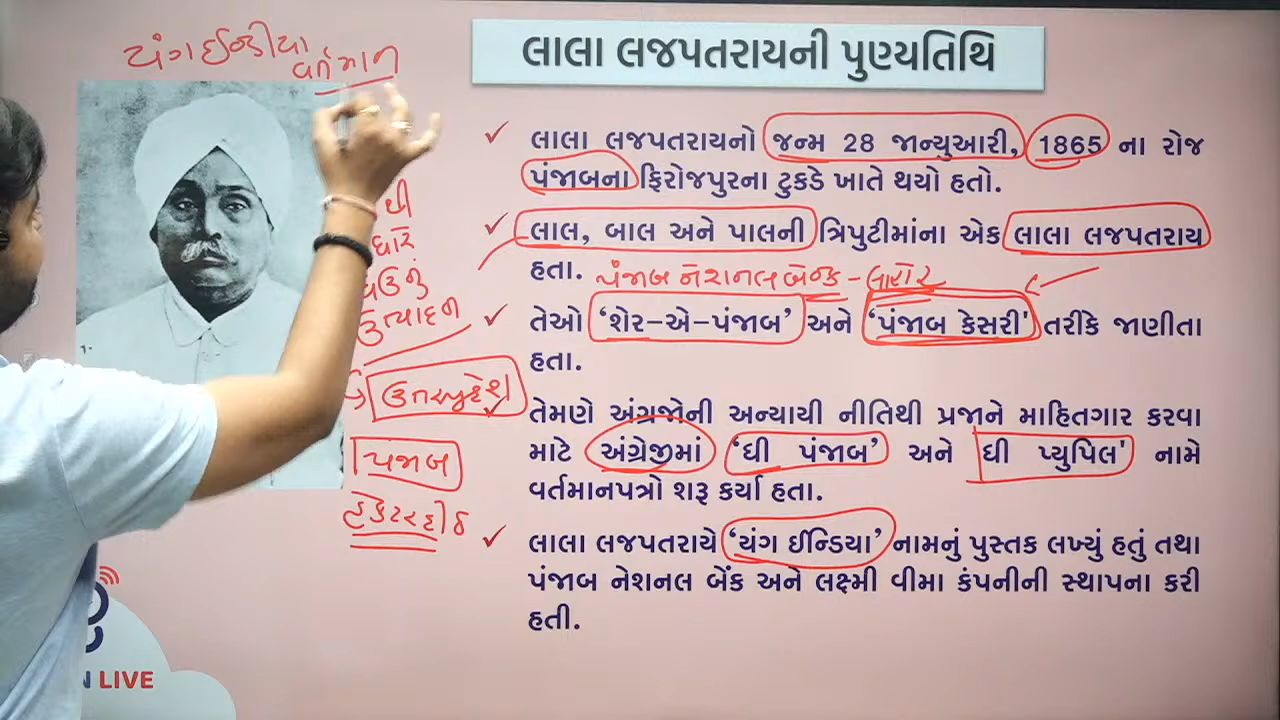 યંગઈન્ડીયા
વર્તમાન
લાલા લજપતરાયની પુણ્યતિથિ
લાલા લજપતરાયનો જન્મ 28 જાન્યુઆરી, 1865 ના રોજ
પંજાબના ફિરોજપુરના ટુકડે ખાતે થયો હતો.
લાલ, બાલ અને પાલની ત્રિપુટીમાંના એક લાલા લજપતરાય
હતા. પંજાબ નેશનલ બેન્ક - લાહોર
તેઓ ‘શેર-એ-પંજાબ’ અને ‘પંજાબ કેસરી' તરીકે જાણીતા
હતા.
તેમણે અંગ્રજોની અન્યાયી નીતિથી પ્રજાને માહિતગાર કરવા
માટે અંગ્રેજીમાં ‘ધી પંજાબ’ અને ધી પ્યુપિલ' નામે
વર્તમાનપત્રો શરૂ કર્યા હતા.
લાલા લજપતરાયે ‘યંગ ઈન્ડિયા’ નામનું પુસ્તક લખ્યું હતું તથા
પંજાબ નેશનલ બેંક અને લક્ષ્મી વીમા કંપનીની સ્થાપના કરી
હતી.
ઉત્પાદન
ઉત્તરપ્રદેશ
પંજાબ
હેક્ટરદીઠ
LIVE